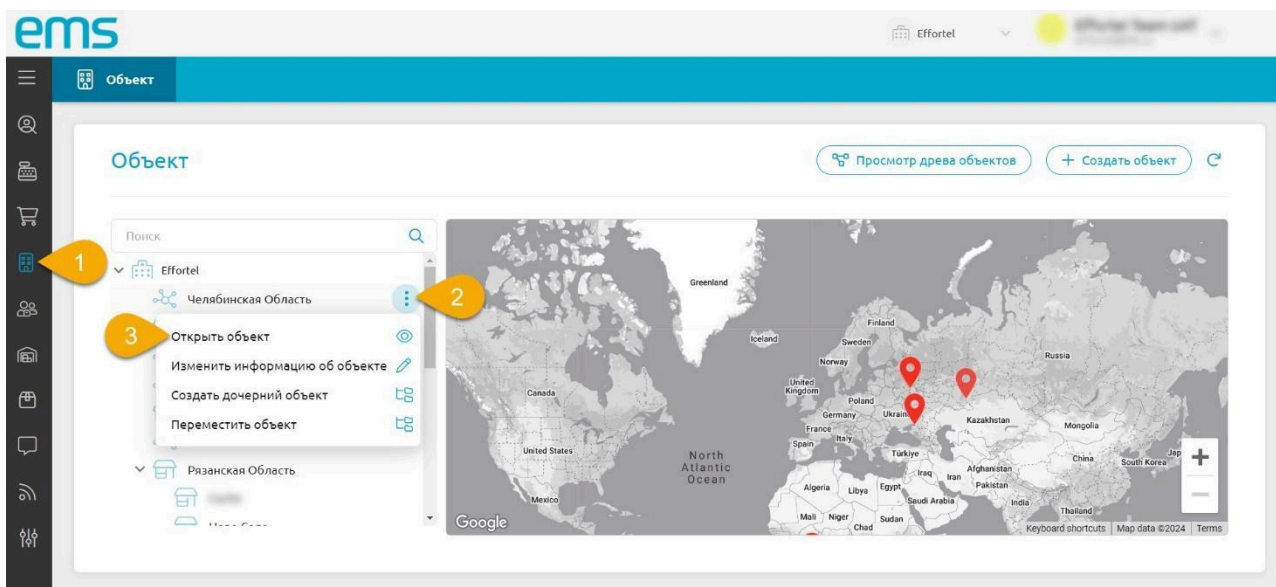 ems
Effortel
Объект
Объект
Просмотр древа объектов
+ Создать объект
Поиск
1
Effortel
Челябинская Область
2
3
Открыть объект
Изменить информацию об объекте
Создать дочерний объект
Переместить объект
Рязанская Область
Greenland
Iceland
Finland
Sweden
Norway
Russia
United Kingdom
Canada
Poland
Germany
Ukrain
Kazakhstan
Mongolia
France
Italy
Spain
United States
North
Atlantic
Ocean
Türkiye
China
South Korea
Jap
Iraq
Iran
Afghanistan
Pakistan
Algeria
Libya
Egypt
Saudi Arabia
India
Mexico
Mali
Niger
Chad
Sudan
Thailand
Google
Keyboard shortcuts
Map data ©2024
Terms